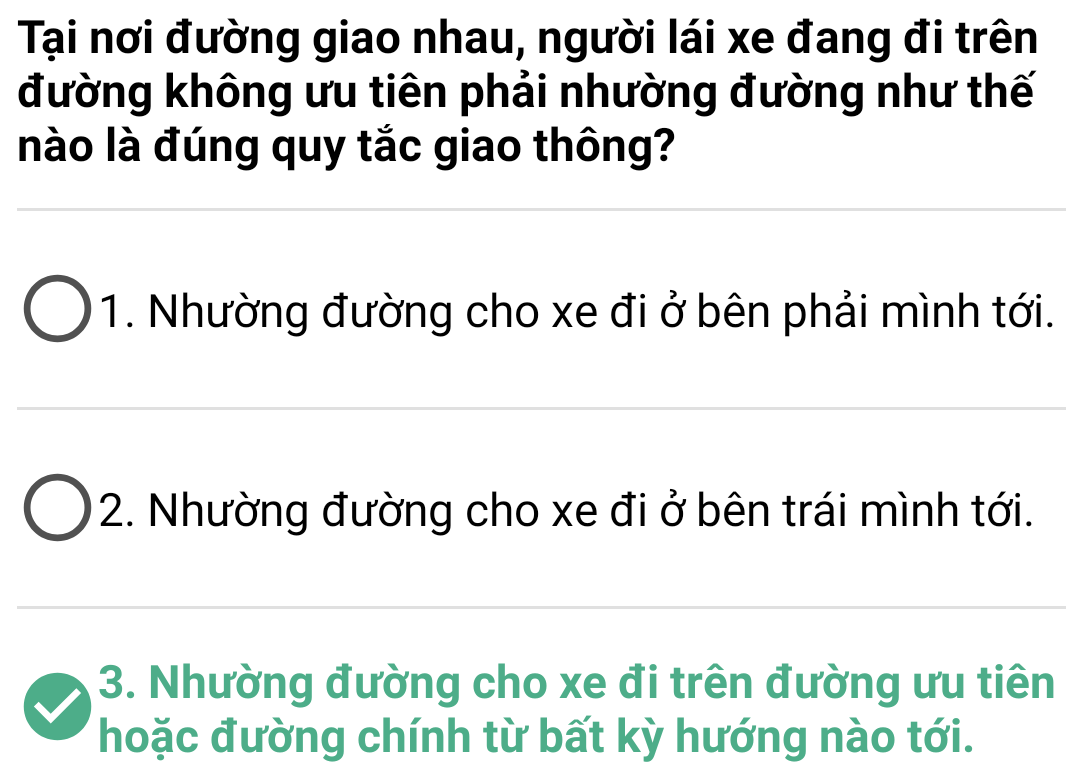 Tại nơi đường giao nhau, người lái xe đang đi trên
đường không ưu tiên phải nhường đường như thế
nào là đúng quy tắc giao thông?
1. Nhường đường cho xe đi ở bên phải mình tới.
2. Nhường đường cho xe đi ở bên trái mình tới.
3. Nhường đường cho xe đi trên đường ưu tiên
hoặc đường chính từ bất kỳ hướng nào tới.